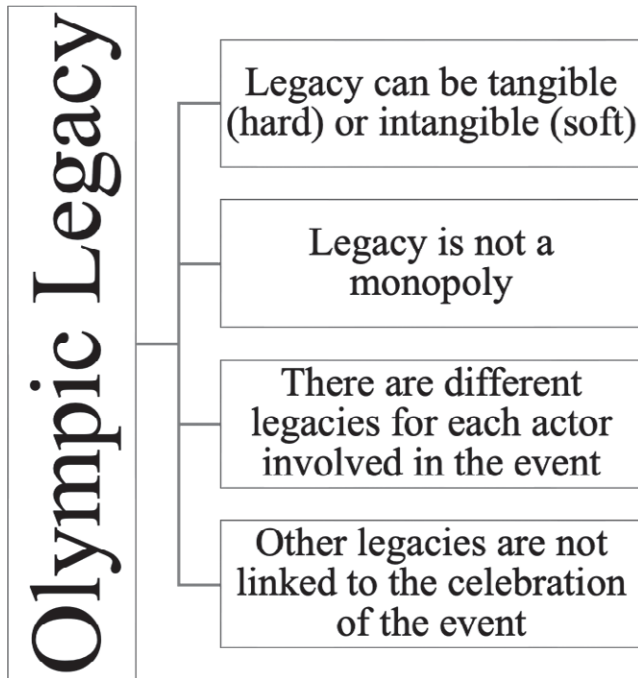 Olympic Legacy
Legacy can be tangible
(hard) or intangible (soft)
Legacy is not a
monopoly
There are different
legacies for each actor
involved in the event
Other legacies are not
linked to the celebration
of the event